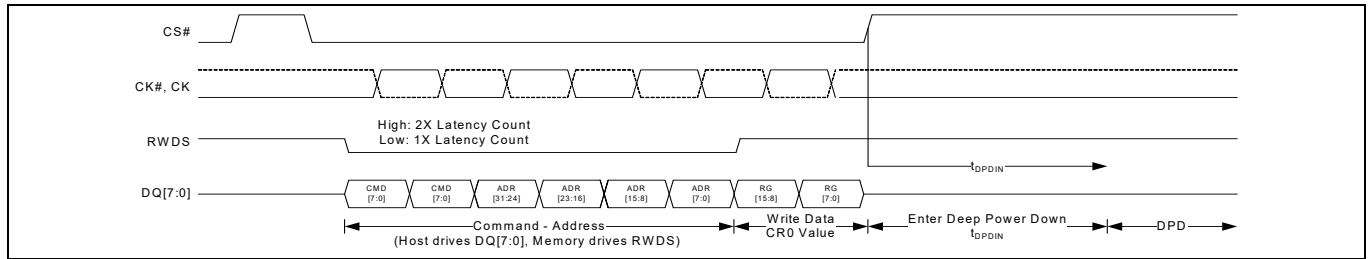 CS#
CK#, CK
High: 2X Latency Count
Low: 1X Latency Count
RWDS
tDPDIN
DQ[7:0]
CMD [7:0]
CMD [7:0]
ADR [31:24]
ADR [23:16]
ADR [15:8]
ADR [7:0]
RG [15:8]
RG [7:0]
Command - Address
(Host drives DQ[7:0], Memory drives RWDS)
Write Data
CR0 Value
Enter Deep Power Down
tDPDIN
DPD